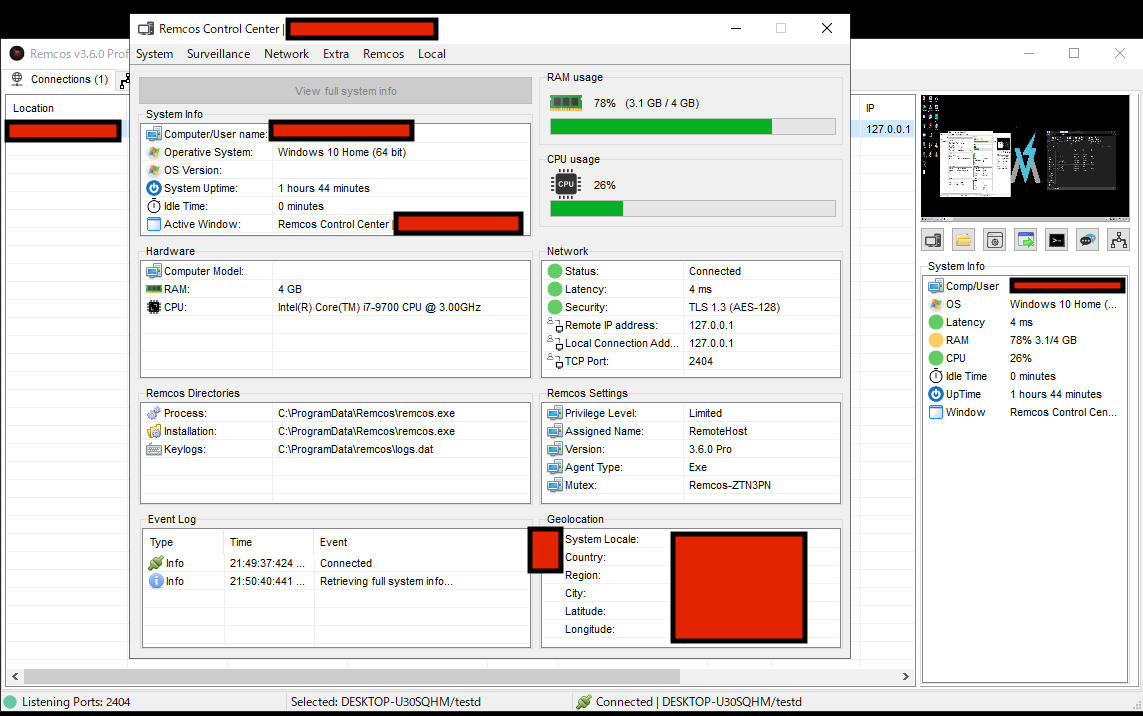 Remcos Control Center |
System Surveillance Network Extra Remcos Local
Remcos v3.6.0 Prof
Connections (1)
Location
IP
127.0.0.1
View full system info
System Info
Computer/User name:
Operative System: Windows 10 Home (64 bit)
OS Version:
System Uptime: 1 hours 44 minutes
Idle Time: 0 minutes
Active Window: Remcos Control Center |
RAM usage
78% (3.1 GB / 4 GB)
CPU usage
CPU
26%
Hardware
Computer Model:
RAM: 4 GB
CPU: Intel(R) Core(TM) i7-9700 CPU @ 3.00GHz
Network
Status: Connected
Latency: 4 ms
Security: TLS 1.3 (AES-128)
Remote IP address: 127.0.0.1
Local Connection Add... 127.0.0.1
TCP Port: 2404
Remcos Directories
Process: C:\ProgramData\Remcos\remcos.exe
Installation: C:\ProgramData\Remcos\remcos.exe
Keylogs: C:\ProgramData\remcos\logs.dat
Remcos Settings
Privilege Level: Limited
Assigned Name: RemoteHost
Version: 3.6.0 Pro
Agent Type: Exe
Mutex: Remcos-ZTN3PN
Event Log
Type Time Event
Info 21:49:37:424 ... Connected
Info 21:50:40:441 ... Retrieving full system info...
Geolocation
System Locale:
Country:
Region:
City:
Latitude:
Longitude:
System Info
Comp/User
OS Windows 10 Home (...
Latency 4 ms
RAM 78% 3.1/4 GB
CPU 26%
Idle Time 0 minutes
UpTime 1 hours 44 minutes
Window Remcos Control Cen...
Listening Ports: 2404
Selected: DESKTOP-U30SQHM/testd
Connected | DESKTOP-U30SQHM/testd